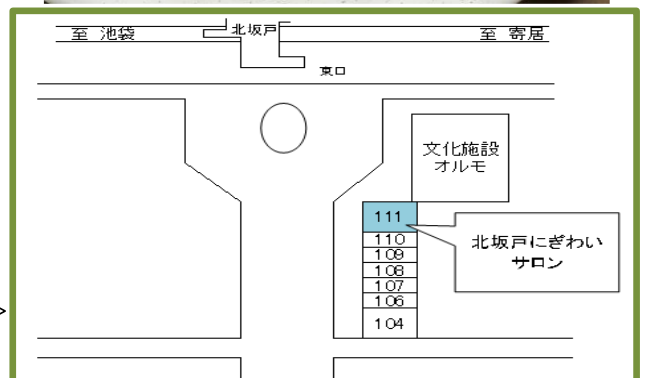 至 池袋
北坂戸
至 寄居
東口
文化施設
オルモ
111
110
109
108
107
106
104
北坂戸にぎわい
サロン
>